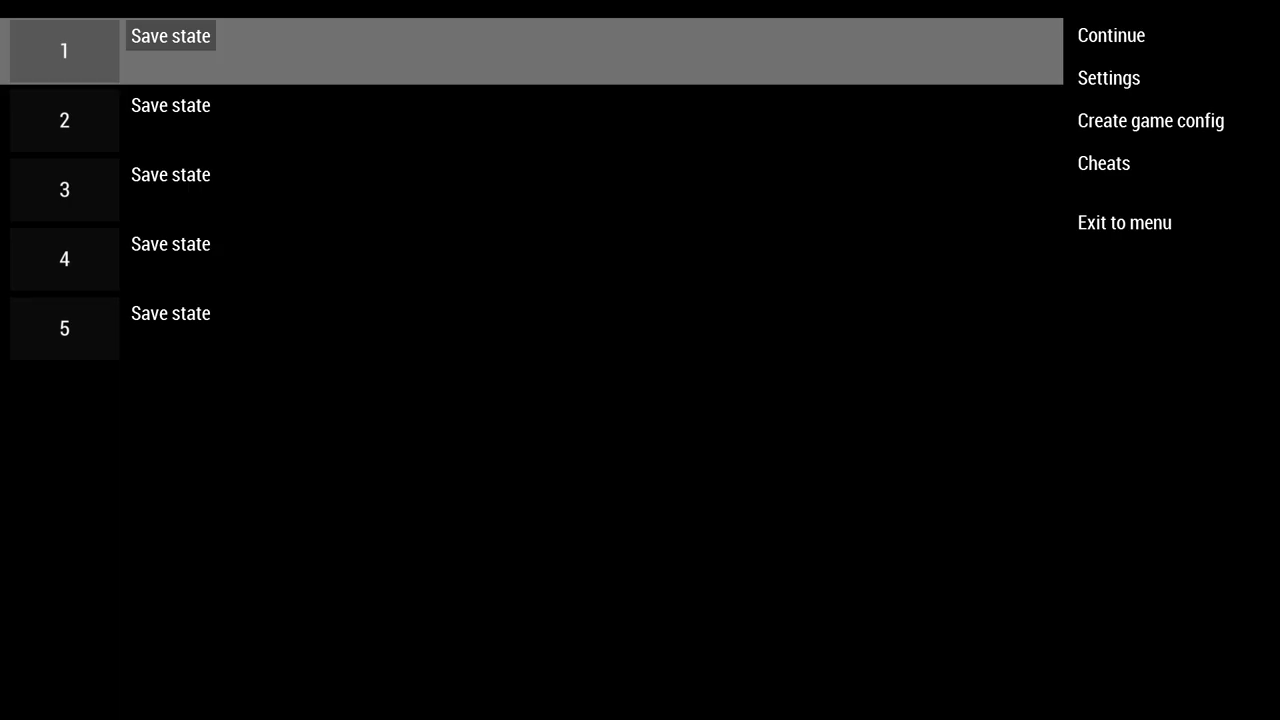 1
Save state
2
Save state
3
Save state
4
Save state
5
Save state
Continue
Settings
Create game config
Cheats
Exit to menu